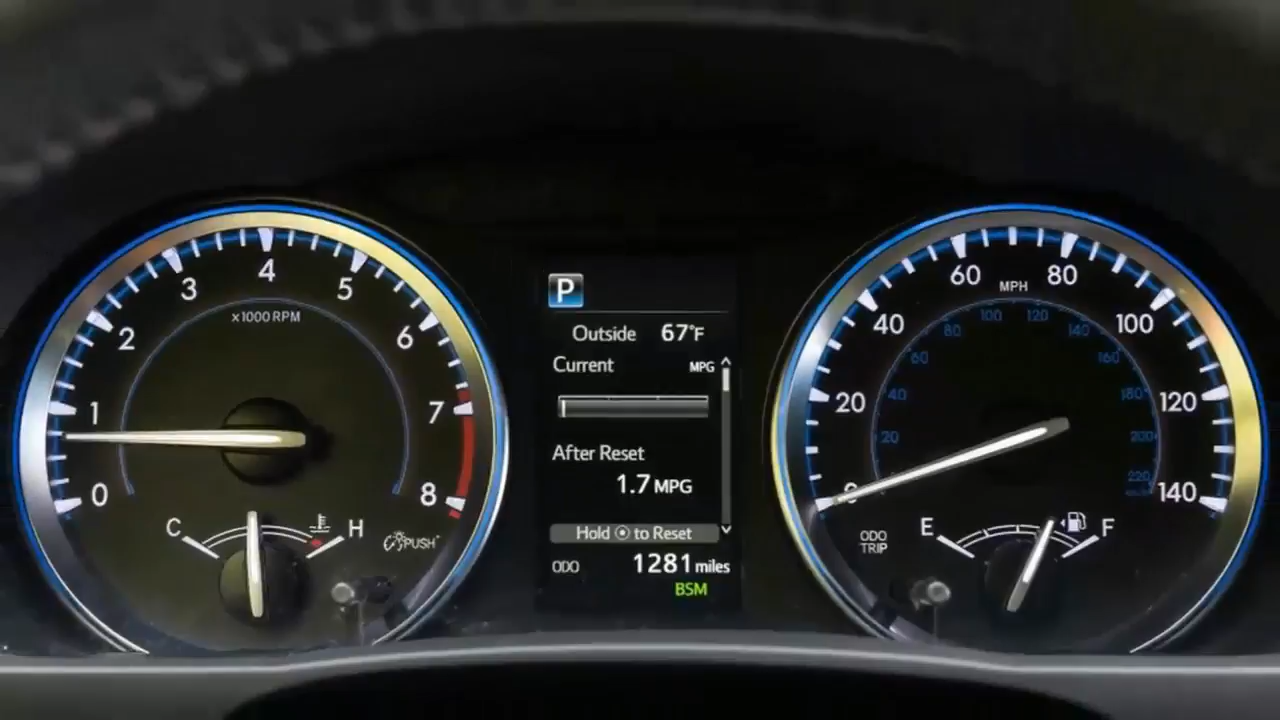 0
1
2
3
4
5
6
7
8
x1000 RPM
C
H
PUSH
P
Outside 67°F
Current MPG
After Reset
1.7 MPG
Hold to Reset
ODO 1281 miles
BSM
0
20
40
60
80
100
120
140
MPH
20
40
60
80
100
120
140
160
180
200
220
ODO
TRIP
E
F